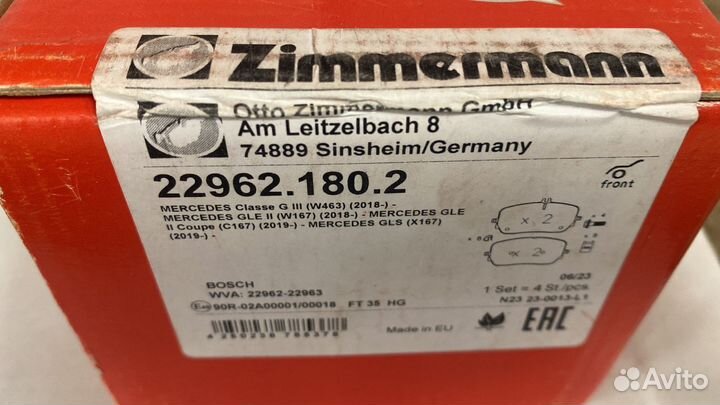 Zimmermann
Otto Zimmermann GmbH
Am Leitzelbach 8
74889 Sinsheim/Germany
22962.180.2
front
MERCEDES Classe G III (W463) (2018-) -
MERCEDES GLE II (W167) (2018-) - MERCEDES GLE
II Coupe (C167) (2019-) - MERCEDES GLS (X167)
(2019-) -
x 2
x 2
BOSCH
WVA: 22962-22963
06/23
1 Set = 4 St./pcs.
90R-02A00001/00018 FT 35 HG
N23 23-0013-L1
Made in EU
EAC
Avito